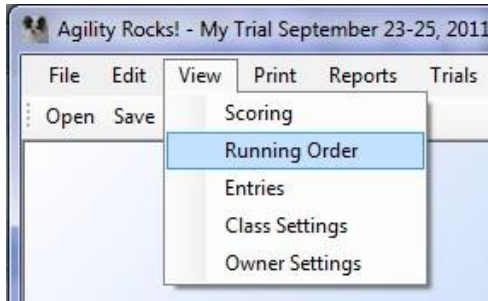 Agility Rocks! - My Trial September 23-25, 2011
File Edit View Print Reports Trials
Open Save
Scoring
Running Order
Entries
Class Settings
Owner Settings